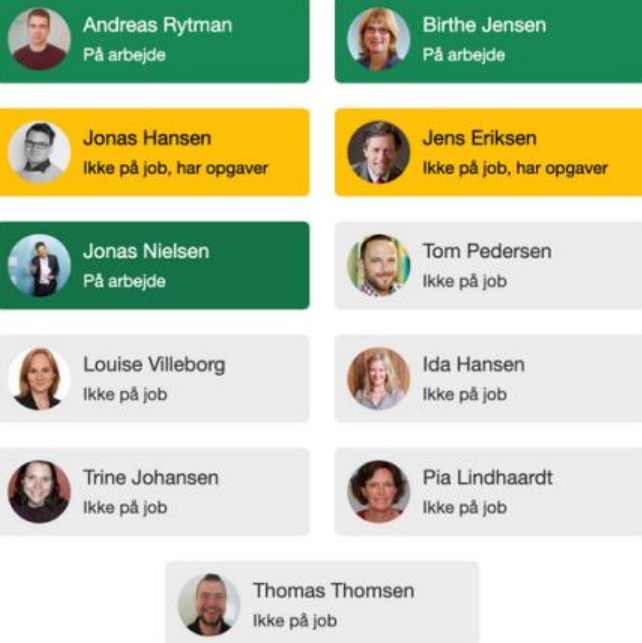 Andreas Rytman
På arbejde
Birthe Jensen
På arbejde
Jonas Hansen
Ikke på job, har opgaver
Jens Eriksen
Ikke på job, har opgaver
Jonas Nielsen
På arbejde
Tom Pedersen
Ikke på job
Louise Villeborg
Ikke på job
Ida Hansen
Ikke på job
Trine Johansen
Ikke på job
Pia Lindhaardt
Ikke på job
Thomas Thomsen
Ikke på job